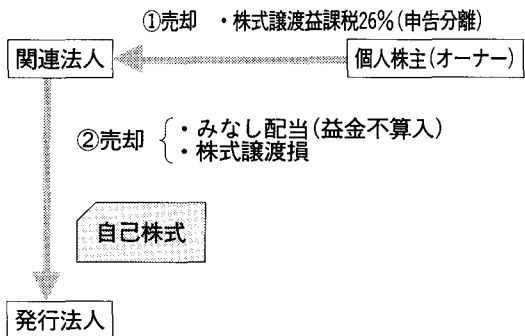 ①売却 ・株式譲渡益課税26%(申告分離)
関連法人
個人株主(オーナー)
②売却
・みなし配当(益金不算入)
・株式譲渡損
自己株式
発行法人